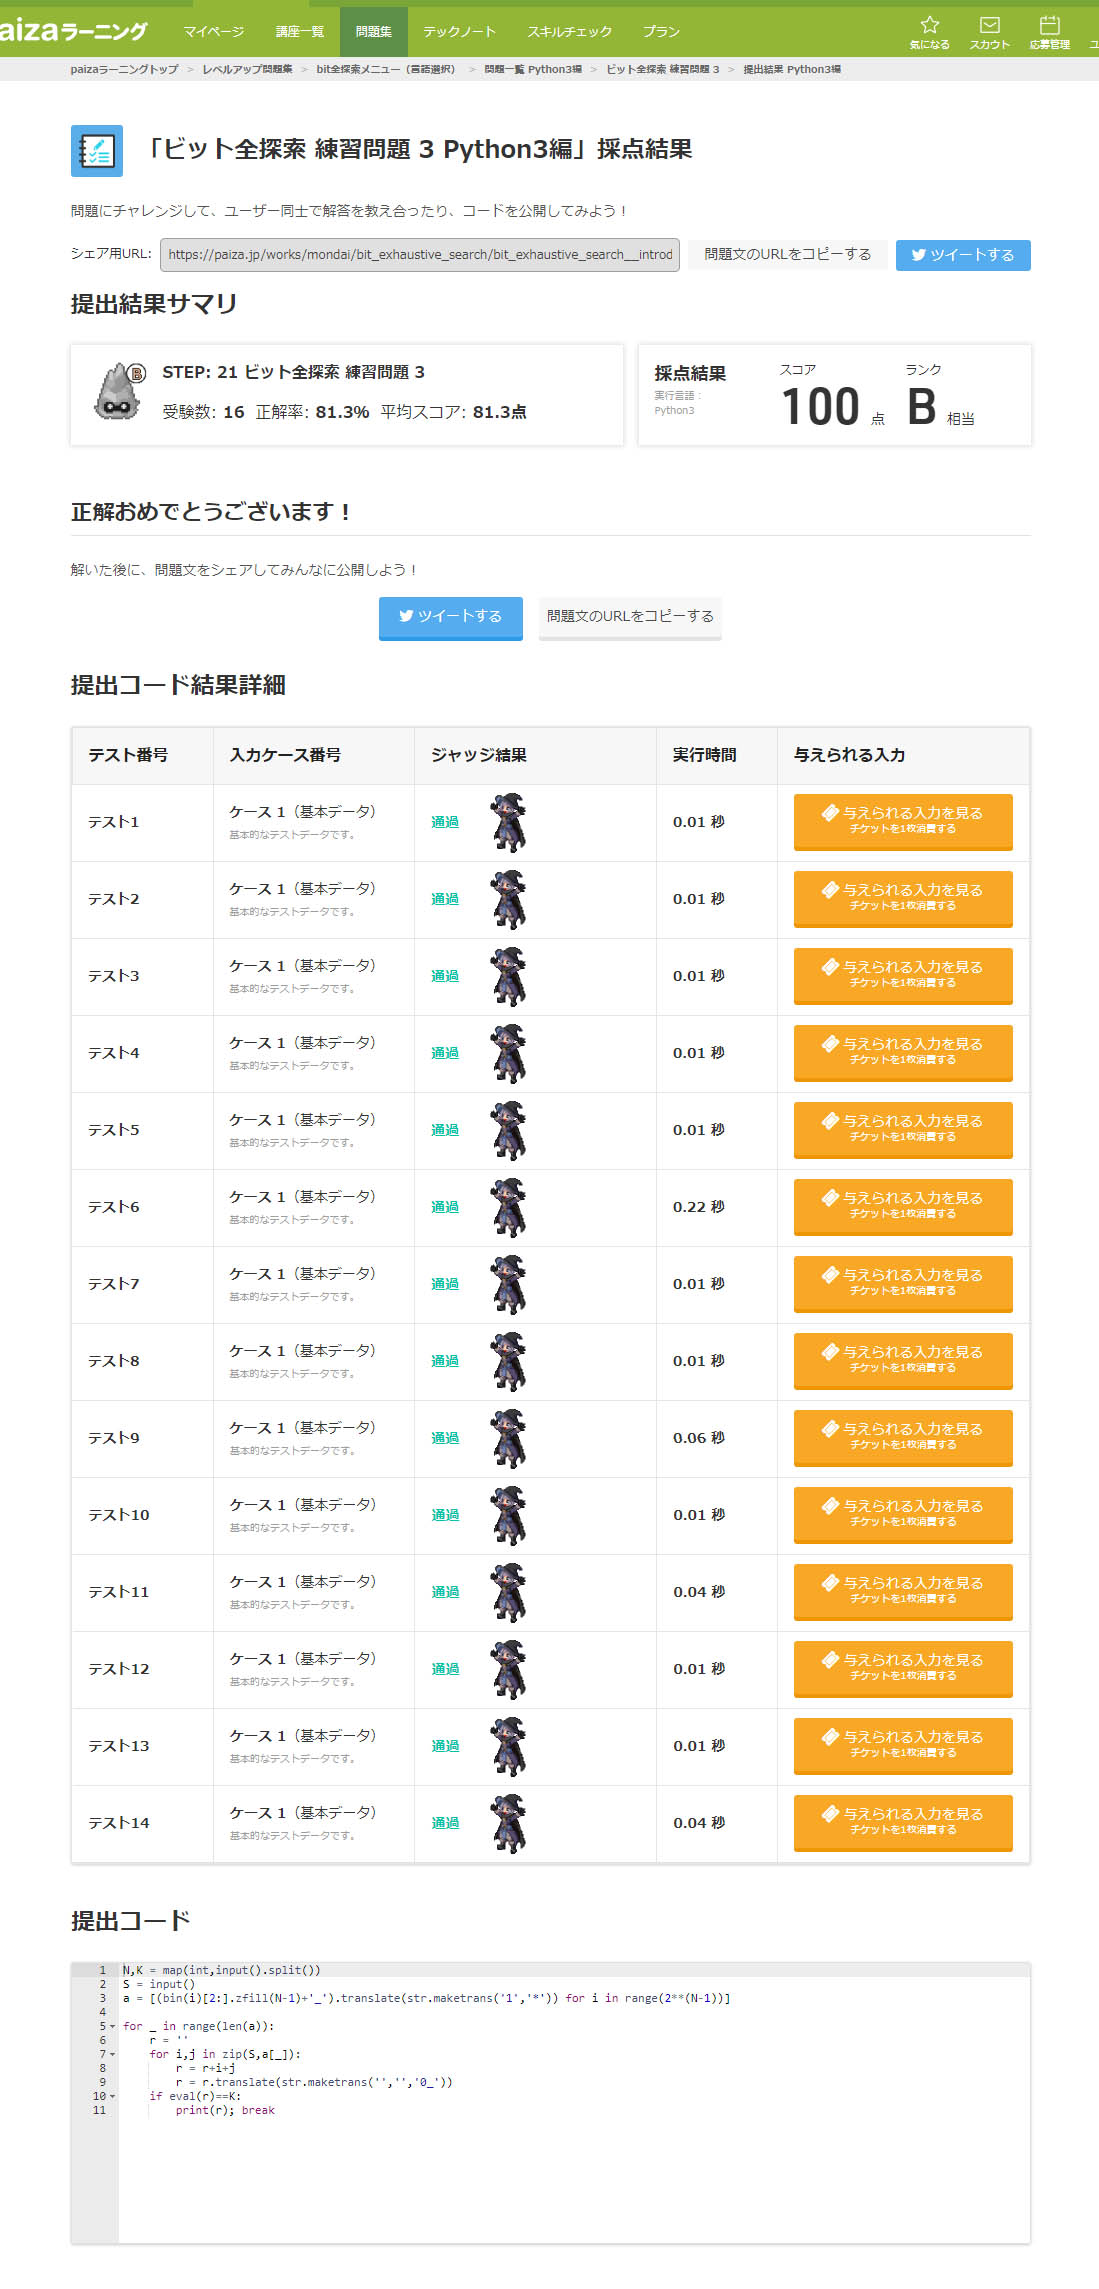 paizaラーニング
マイページ 講座一覧 問題集 テックノート スキルチェック プラン
気になる スカウト 応募管理
paizaラーニングトップ > レベルアップ問題集 > bit全探索メニュー（言語選択） > 問題一覧 Python3編 > ビット全探索 練習問題 3 > 提出結果 Python3編
「ビット全探索 練習問題 3 Python3編」採点結果
問題にチャレンジして、ユーザー同士で解答を教え合ったり、コードを公開してみよう！
シェア用URL: https://paiza.jp/works/mondai/bit_exhaustive_search/bit_exhaustive_search__introd 問題文のURLをコピーする ツイートする
提出結果サマリ
B
STEP: 21 ビット全探索 練習問題 3
受験数: 16 正解率: 81.3% 平均スコア: 81.3点
採点結果
実行言語：
Python3
スコア
100 点
ランク
B 相当
正解おめでとうございます！
解いた後に、問題文をシェアしてみんなに公開しよう！
ツイートする 問題文のURLをコピーする
提出コード結果詳細
テスト番号 入力ケース番号 ジャッジ結果 実行時間 与えられる入力
テスト1 ケース 1（基本データ） 通過 0.01 秒 与えられる入力を見る
基本的なテストデータです。 チケットを1枚消費する
テスト2 ケース 1（基本データ） 通過 0.01 秒 与えられる入力を見る
基本的なテストデータです。 チケットを1枚消費する
テスト3 ケース 1（基本データ） 通過 0.01 秒 与えられる入力を見る
基本的なテストデータです。 チケットを1枚消費する
テスト4 ケース 1（基本データ） 通過 0.01 秒 与えられる入力を見る
基本的なテストデータです。 チケットを1枚消費する
テスト5 ケース 1（基本データ） 通過 0.01 秒 与えられる入力を見る
基本的なテストデータです。 チケットを1枚消費する
テスト6 ケース 1（基本データ） 通過 0.22 秒 与えられる入力を見る
基本的なテストデータです。 チケットを1枚消費する
テスト7 ケース 1（基本データ） 通過 0.01 秒 与えられる入力を見る
基本的なテストデータです。 チケットを1枚消費する
テスト8 ケース 1（基本データ） 通過 0.01 秒 与えられる入力を見る
基本的なテストデータです。 チケットを1枚消費する
テスト9 ケース 1（基本データ） 通過 0.06 秒 与えられる入力を見る
基本的なテストデータです。 チケットを1枚消費する
テスト10 ケース 1（基本データ） 通過 0.01 秒 与えられる入力を見る
基本的なテストデータです。 チケットを1枚消費する
テスト11 ケース 1（基本データ） 通過 0.04 秒 与えられる入力を見る
基本的なテストデータです。 チケットを1枚消費する
テスト12 ケース 1（基本データ） 通過 0.01 秒 与えられる入力を見る
基本的なテストデータです。 チケットを1枚消費する
テスト13 ケース 1（基本データ） 通過 0.01 秒 与えられる入力を見る
基本的なテストデータです。 チケットを1枚消費する
テスト14 ケース 1（基本データ） 通過 0.04 秒 与えられる入力を見る
基本的なテストデータです。 チケットを1枚消費する
提出コード
1 N,K = map(int,input().split())
2 S = input()
3 a = [(bin(i)[2:].zfill(N-1)+'_').translate(str.maketrans('1','*')) for i in range(2**(N-1))]
4
5 for _ in range(len(a)):
6 r = ''
7 for i,j in zip(S,a[_]):
8 r = r+i+j
9 r = r.translate(str.maketrans('','','0_'))
10 if eval(r)==K:
11 print(r); break